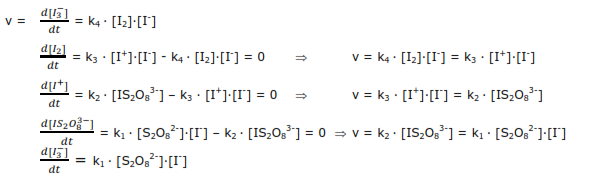 v = d[I₃⁻]/dt = k₄· [I₂]·[I⁻]
d[I₂]/dt = k₃ · [I⁺]·[I⁻] - k₄· [I₂]·[I⁻] = 0 ⇒ v = k₄· [I₂]·[I⁻] = k₃ · [I⁺]·[I⁻]
d[I⁺]/dt = k₂· [IS₂O₈³⁻] – k₃· [I⁺]·[I⁻] = 0 ⇒ v = k₃· [I⁺]·[I⁻] = k₂· [IS₂O₈³⁻]
d[IS₂O₈³⁻]/dt = k₁· [S₂O₈²⁻]·[I⁻] – k₂· [IS₂O₈³⁻] = 0 ⇒ v = k₂· [IS₂O₈³⁻] = k₁· [S₂O₈²⁻]·[I⁻]
d[I₃⁻]/dt = k₁· [S₂O₈²⁻]·[I⁻]